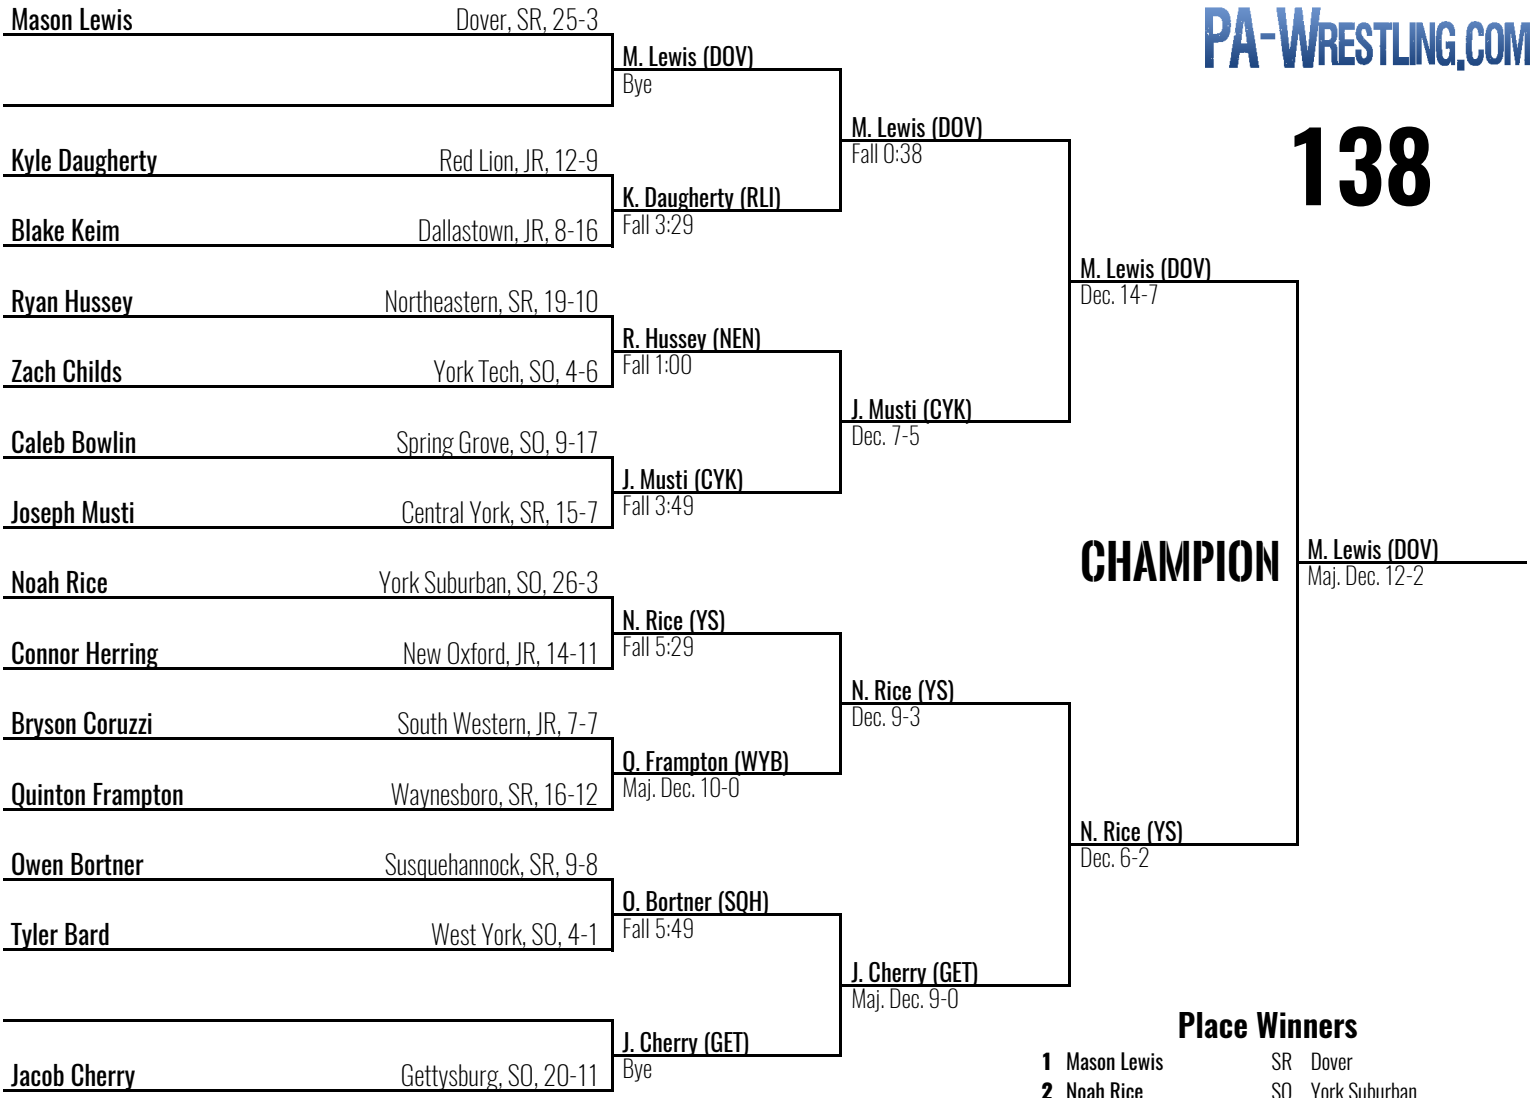 PA-WRESTLING.COM
138
Mason Lewis Dover, SR, 25-3
M. Lewis (DOV)
Bye
M. Lewis (DOV)
Fall 0:38
Kyle Daugherty Red Lion, JR, 12-9
K. Daugherty (RLI)
Fall 3:29
Blake Keim Dallastown, JR, 8-16
M. Lewis (DOV)
Dec. 14-7
Ryan Hussey Northeastern, SR, 19-10
R. Hussey (NEN)
Fall 1:00
Zach Childs York Tech, SO, 4-6
J. Musti (CYK)
Dec. 7-5
Caleb Bowlin Spring Grove, SO, 9-17
J. Musti (CYK)
Fall 3:49
Joseph Musti Central York, SR, 15-7
CHAMPION
M. Lewis (DOV)
Maj. Dec. 12-2
Noah Rice York Suburban, SO, 26-3
N. Rice (YS)
Fall 5:29
Connor Herring New Oxford, JR, 14-11
N. Rice (YS)
Dec. 9-3
Bryson Coruzzi South Western, JR, 7-7
Q. Frampton (WYB)
Maj. Dec. 10-0
Quinton Frampton Waynesboro, SR, 16-12
N. Rice (YS)
Dec. 6-2
Owen Bortner Susquehannock, SR, 9-8
O. Bortner (SQH)
Fall 5:49
Tyler Bard West York, SO, 4-1
J. Cherry (GET)
Maj. Dec. 9-0
J. Cherry (GET)
Bye
Jacob Cherry Gettysburg, SO, 20-11
Place Winners
1 Mason Lewis SR Dover
2 Noah Rice SO York Suburban